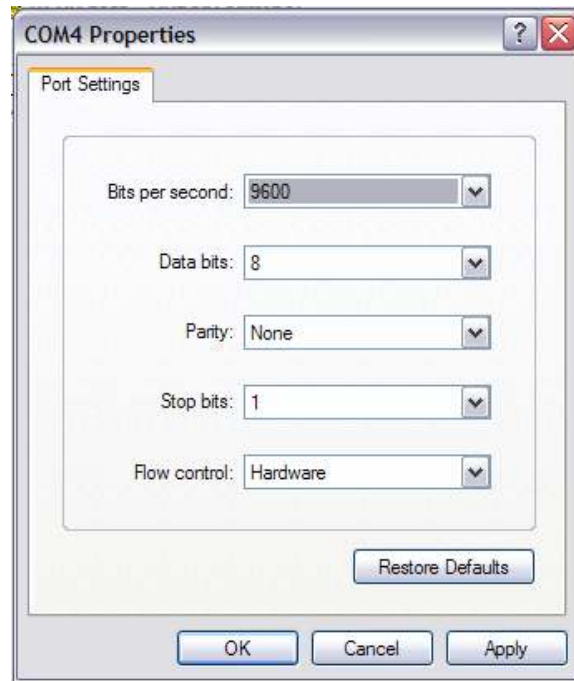 COM4 Properties
Port Settings
Bits per second: 9600
Data bits: 8
Parity: None
Stop bits: 1
Flow control: Hardware
Restore Defaults
OK Cancel Apply